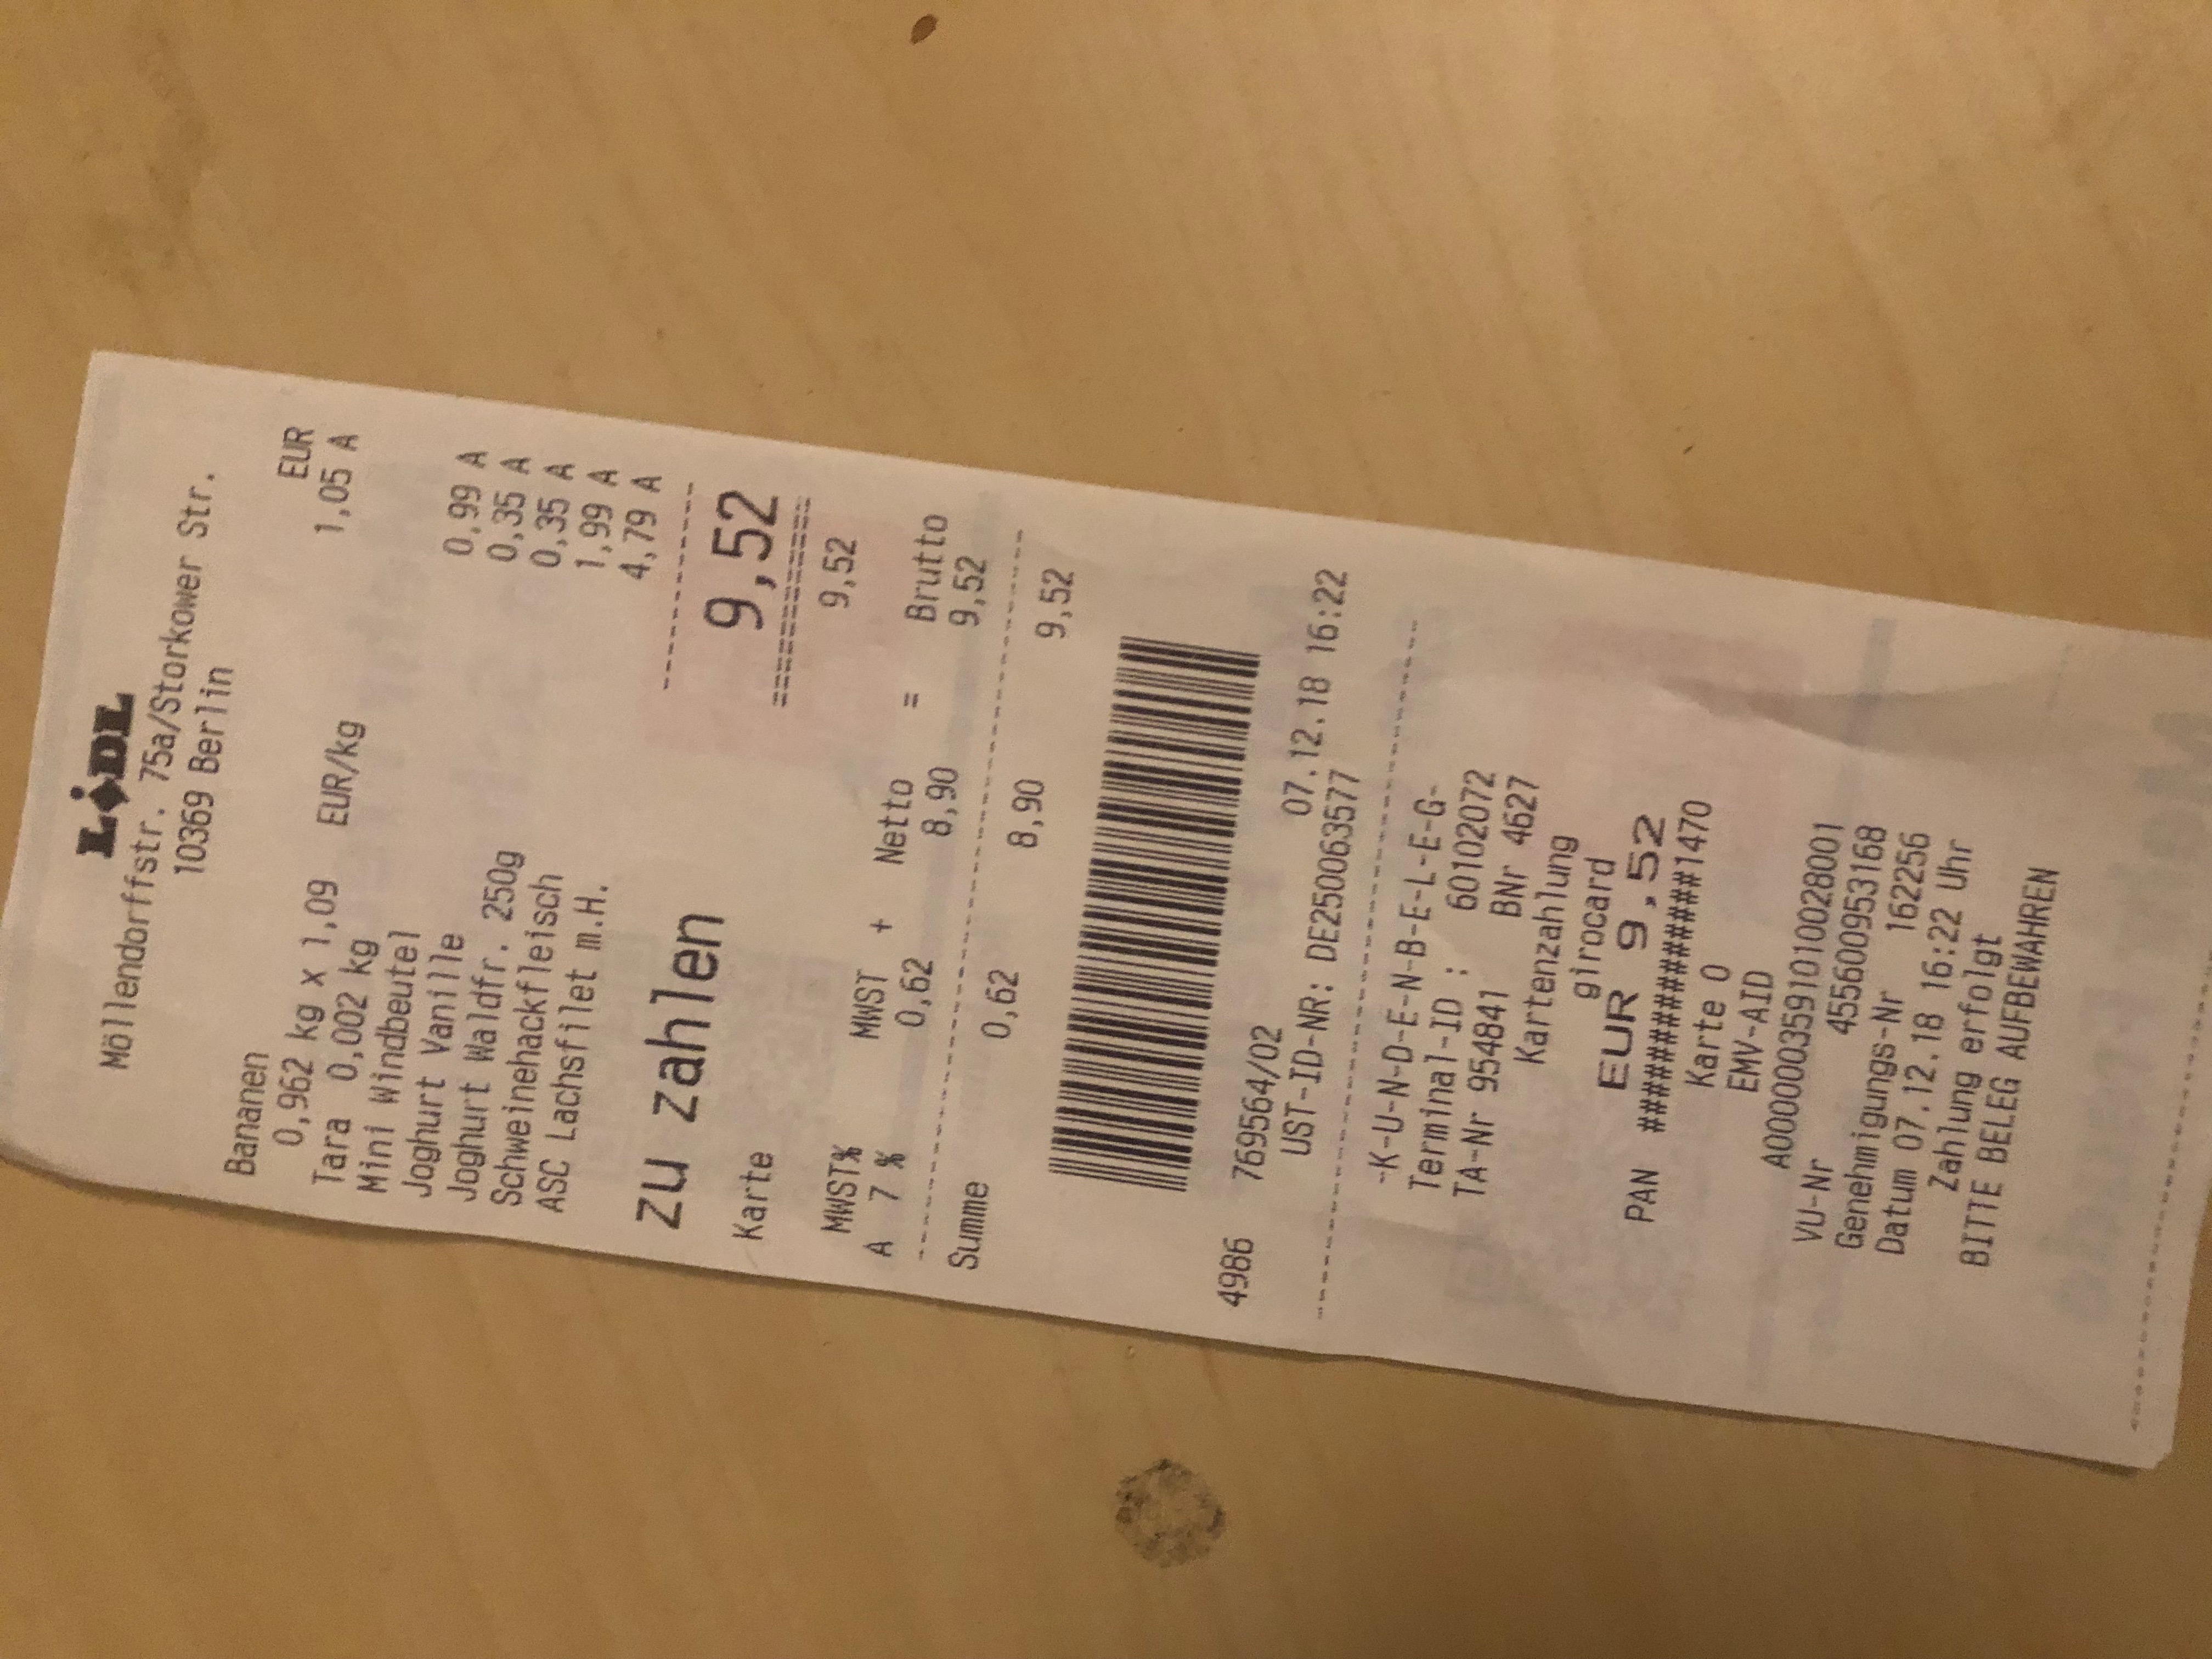 LIDL
Möllendorffstr. 75a/Storkower Str.
10369 Berlin
EUR
Bananen 1,05 A
0,962 kg x 1,09 EUR/kg
Tara 0,002 kg
Mini Windbeutel 0,99 A
Joghurt Vanille 0,35 A
Joghurt Waldfr. 250g 0,35 A
Schweinehackfleisch 1,99 A
ASC Lachsfilet m.H. 4,79 A
-----------
zu zahlen 9,52
===========
Karte 9,52
MWST% MWST + Netto = Brutto
A 7 % 0,62 8,90 9,52
Summe 0,62 8,90 9,52
4986 769564/02 07.12.18 16:22
UST-ID-NR: DE250063577
-K-U-N-D-E-N-B-E-L-E-G-
Terminal-ID : 60102072
TA-Nr 954841 BNr 4627
Kartenzahlung
girocard
EUR 9,52
PAN ###############1470
Karte 0
EMV-AID
A0000003591010028001
VU-Nr 455600953168
Genehmigungs-Nr 162256
Datum 07.12.18 16:22 Uhr
Zahlung erfolgt
BITTE BELEG AUFBEWAHREN